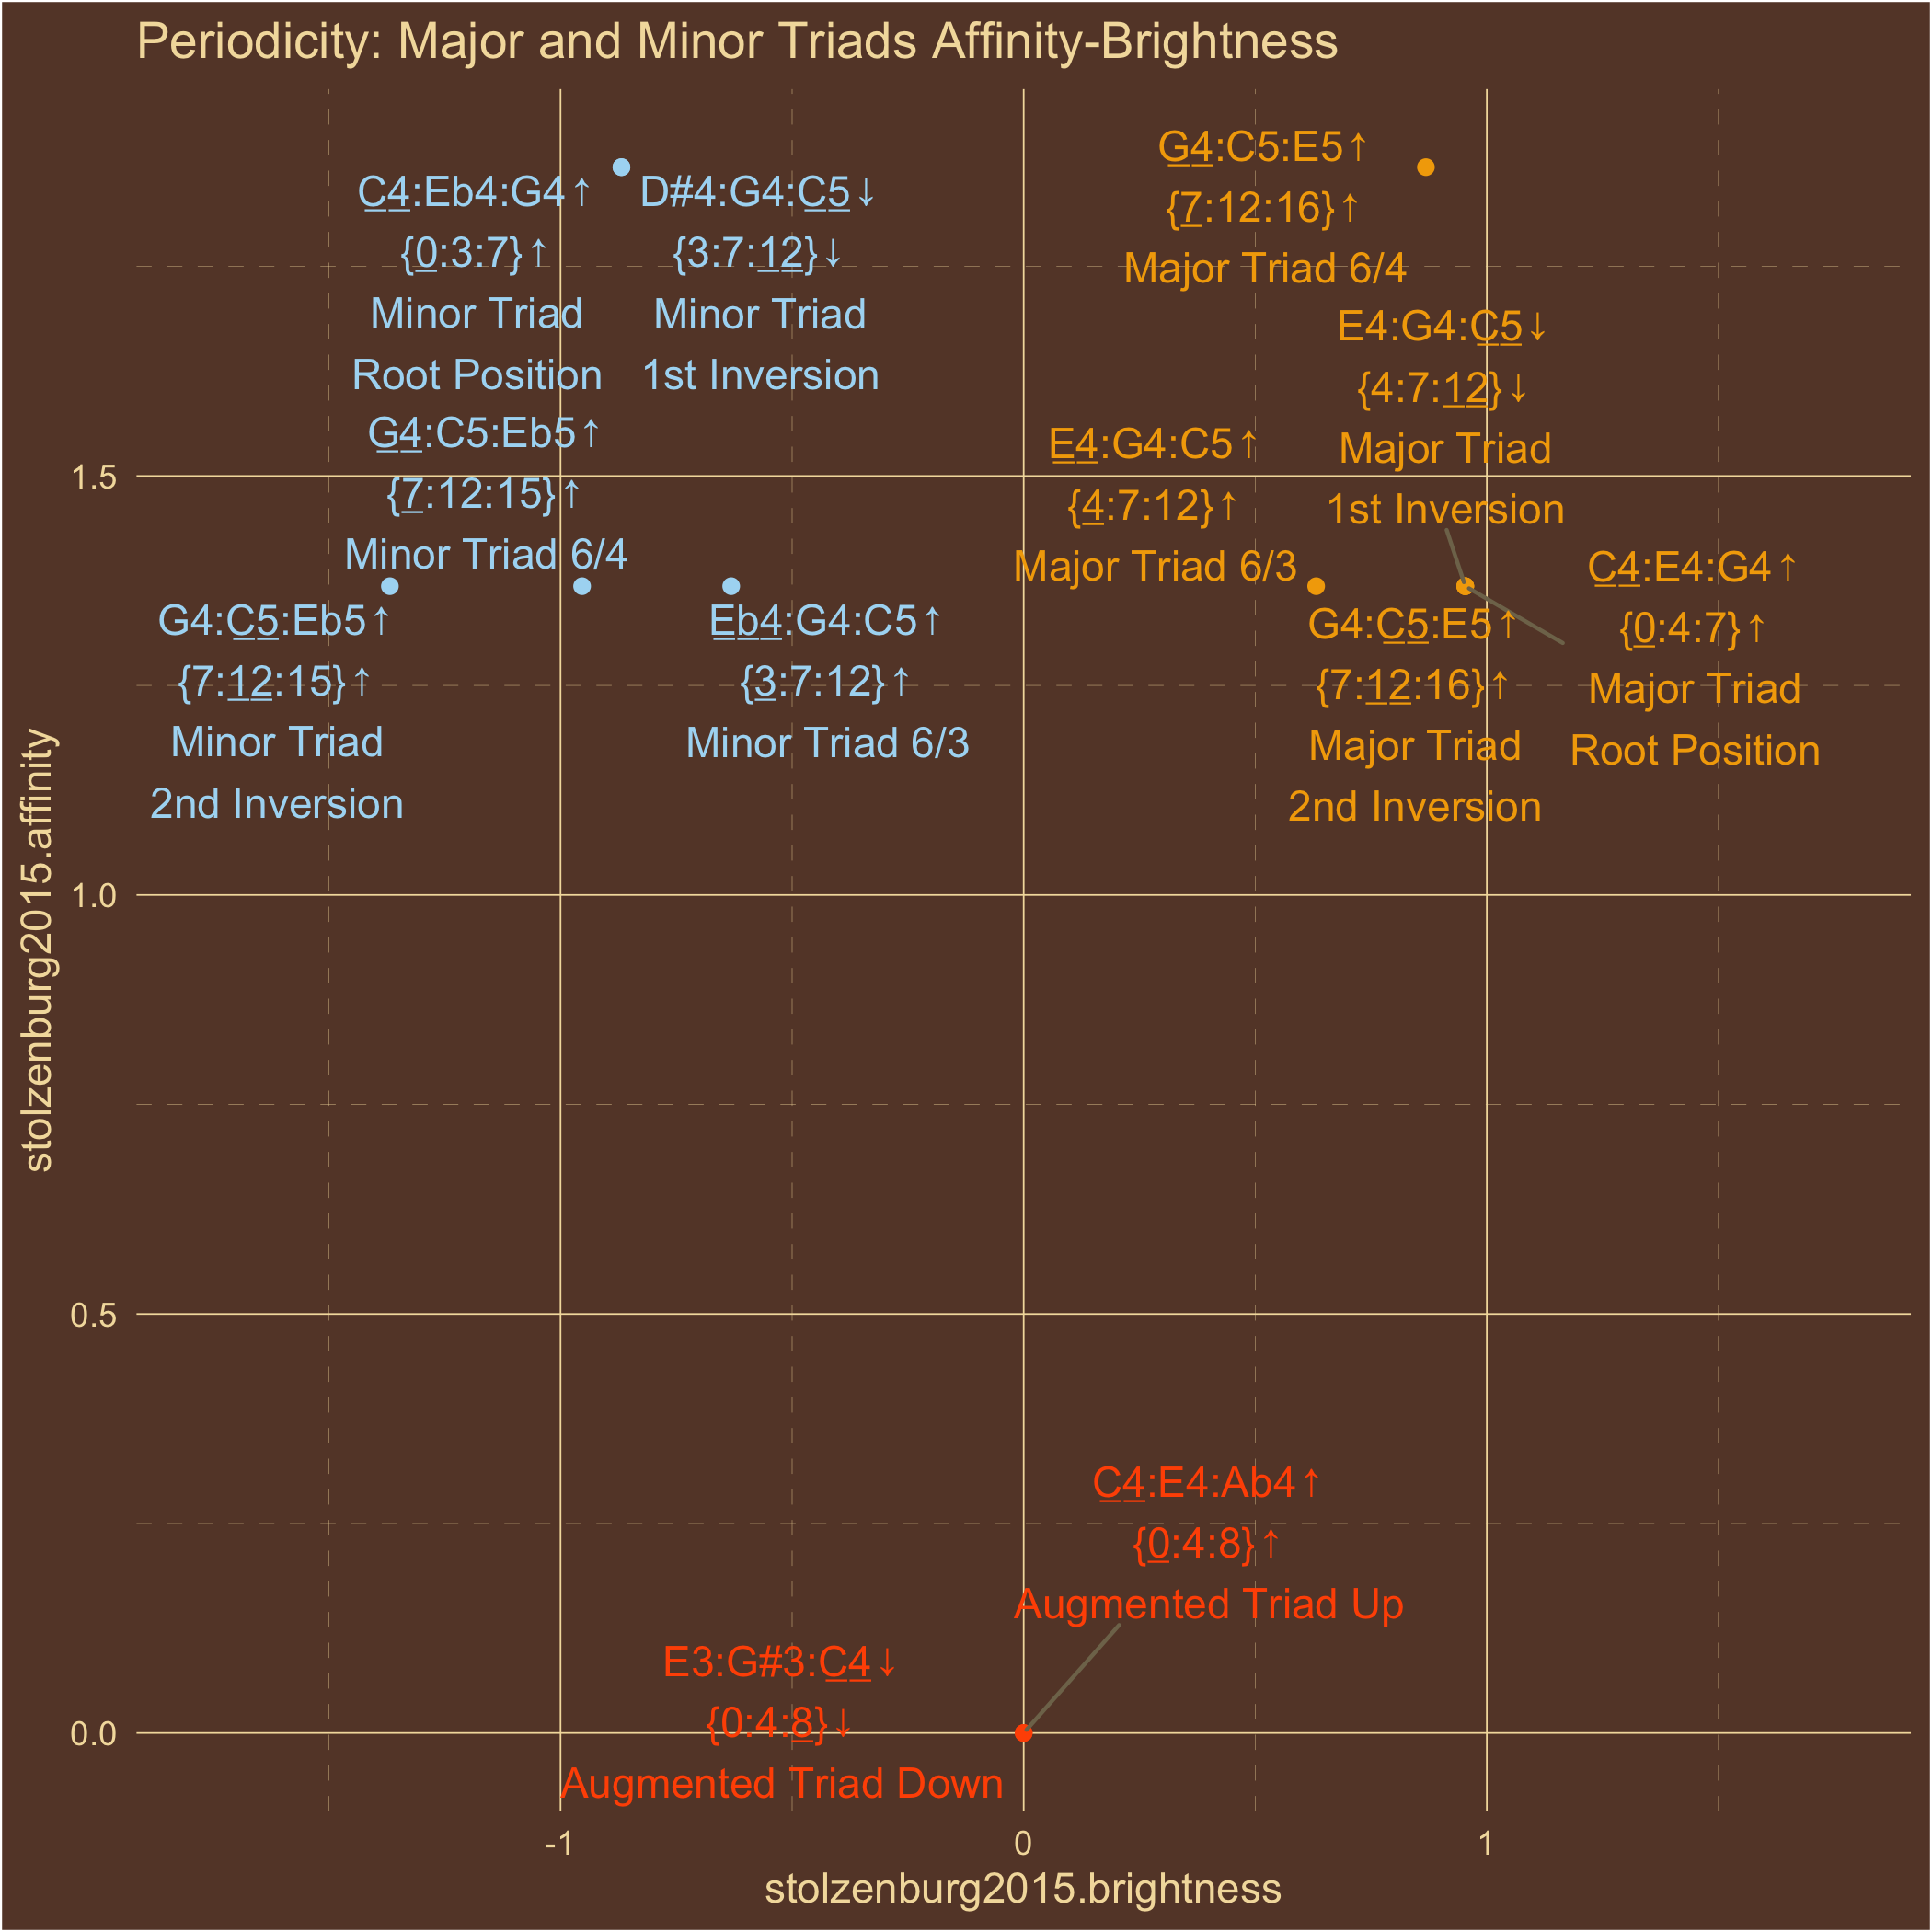 Periodicity: Major and Minor Triads Affinity-Brightness
G4:C5:E5↑
{7:12:16}↑
Major Triad 6/4
C4:Eb4:G4↑
{0:3:7}↑
Minor Triad
Root Position
D#4:G4:C5↓
{3:7:12}↓
Minor Triad
1st Inversion
E4:G4:C5↓
{4:7:12}↓
Major Triad
1st Inversion
G4:C5:Eb5↑
{7:12:15}↑
Minor Triad 6/4
E4:G4:C5↑
{4:7:12}↑
Major Triad 6/3
C4:E4:G4↑
{0:4:7}↑
Major Triad
Root Position
G4:C5:Eb5↑
{7:12:15}↑
Minor Triad
2nd Inversion
Eb4:G4:C5↑
{3:7:12}↑
Minor Triad 6/3
G4:C5:E5↑
{7:12:16}↑
Major Triad
2nd Inversion
C4:E4:Ab4↑
{0:4:8}↑
Augmented Triad Up
E3:G#3:C4↓
{0:4:8}↓
Augmented Triad Down
1.5
1.0
0.5
0.0
stolzenburg2015.affinity
-1
0
1
stolzenburg2015.brightness